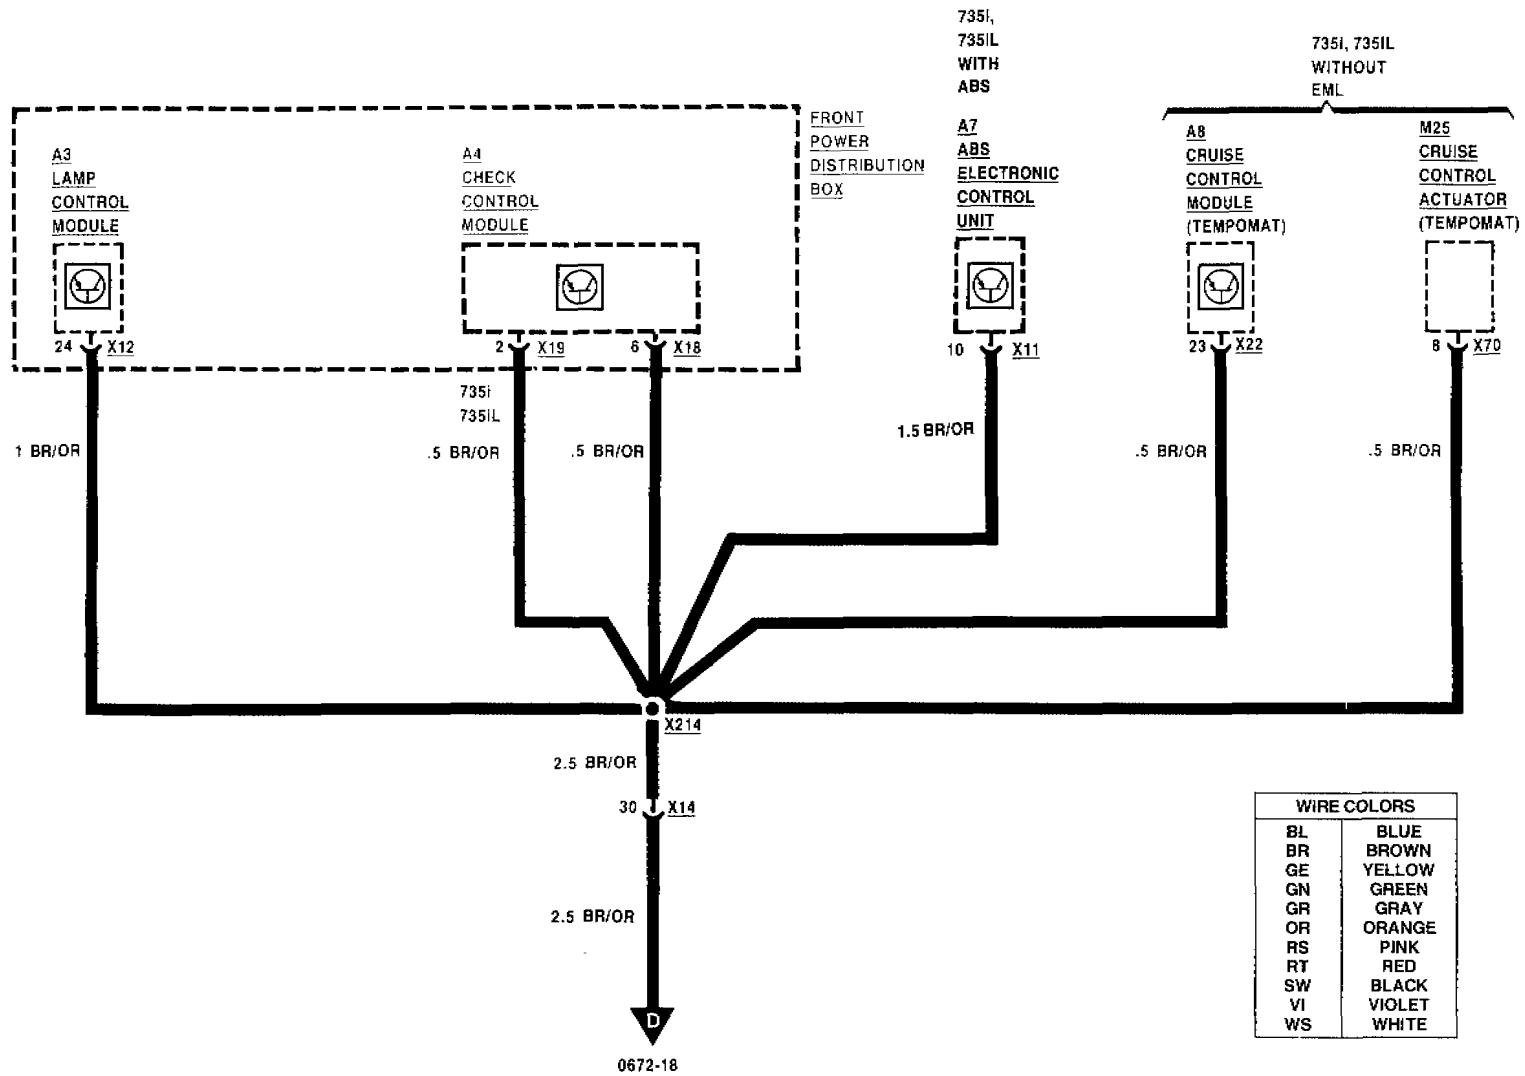 735i,
735iL
WITH
ABS
735i, 735iL
WITHOUT
EML
FRONT
POWER
DISTRIBUTION
BOX
A3
LAMP
CONTROL
MODULE
A4
CHECK
CONTROL
MODULE
A7
ABS
ELECTRONIC
CONTROL
UNIT
A8
CRUISE
CONTROL
MODULE
(TEMPOMAT)
M25
CRUISE
CONTROL
ACTUATOR
(TEMPOMAT)
24 X12
2 X19
6 X18
10 X11
23 X22
8 X70
735i
735iL
1 BR/OR
.5 BR/OR
.5 BR/OR
1.5 BR/OR
.5 BR/OR
.5 BR/OR
X214
2.5 BR/OR
30 X14
2.5 BR/OR
D
0672-18
WIRE COLORS
BL BLUE
BR BROWN
GE YELLOW
GN GREEN
GR GRAY
OR ORANGE
RS PINK
RT RED
SW BLACK
VI VIOLET
WS WHITE